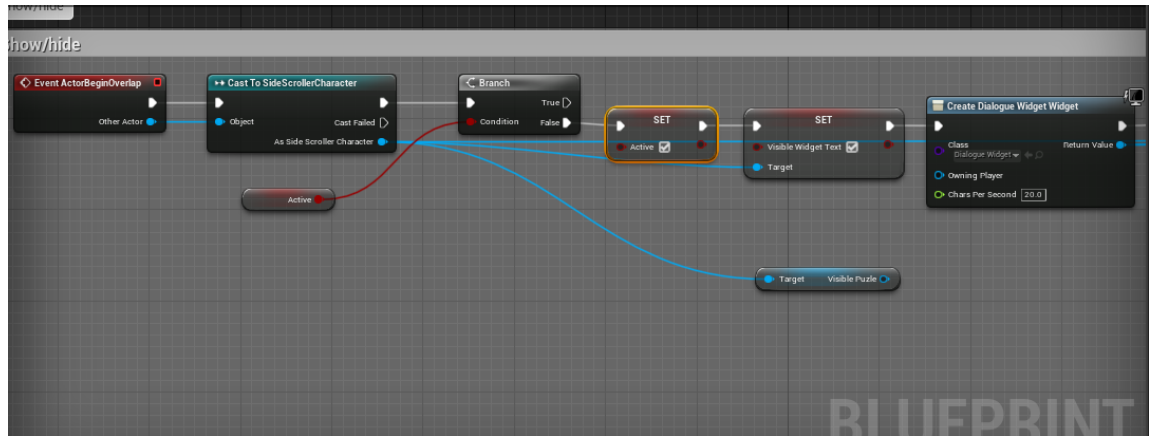 show/hide
show/hide
Event ActorBeginOverlap
Other Actor
Cast To SideScrollerCharacter
Object
Cast Failed
As Side Scroller Character
Active
Branch
True
Condition
False
SET
Active
SET
Visible Widget Text
Target
Target
Visible Puzle
Create Dialogue Widget Widget
Class
Return Value
Dialogue Widget
Owning Player
Chars Per Second 20.0
BLUEPRINT